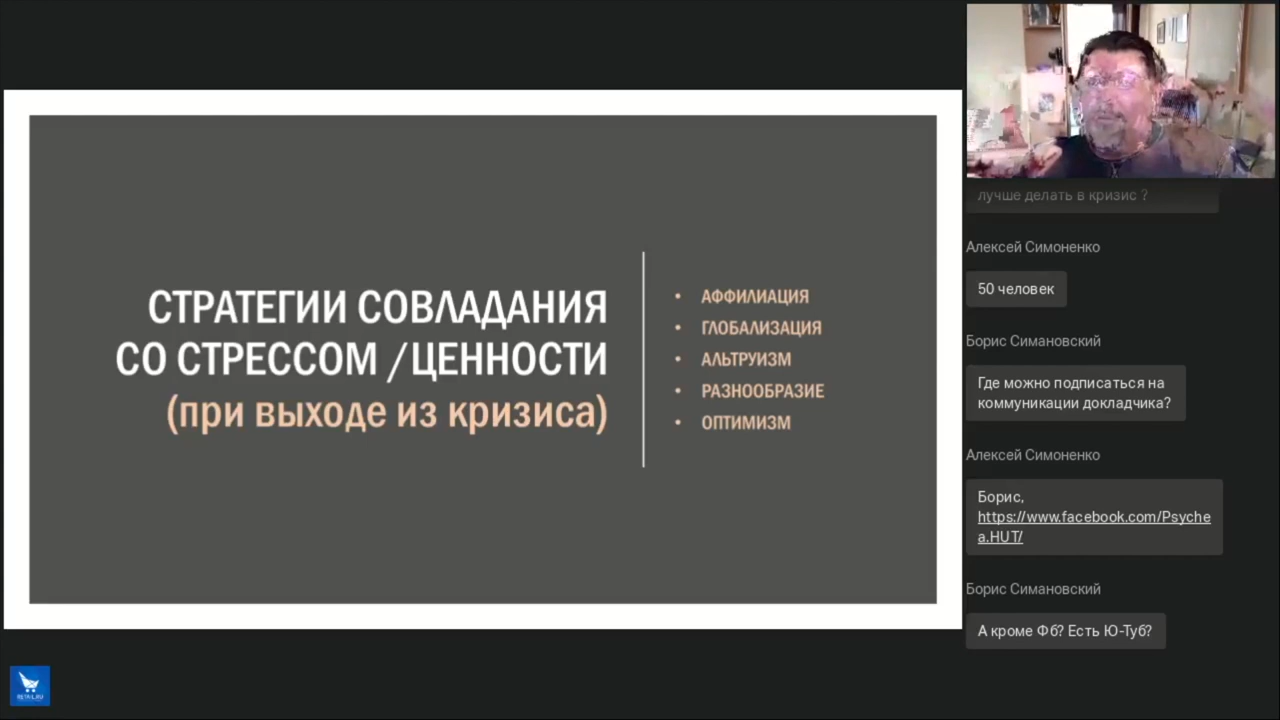 СТРАТЕГИИ СОВЛАДАНИЯ
СО СТРЕССОМ /ЦЕННОСТИ
(при выходе из кризиса)
• АФФИЛИАЦИЯ
• ГЛОБАЛИЗАЦИЯ
• АЛЬТРУИЗМ
• РАЗНООБРАЗИЕ
• ОПТИМИЗМ
лучше делать в кризис ?
Алексей Симоненко
50 человек
Борис Симановский
Где можно подписаться на
коммуникации докладчика?
Алексей Симоненко
Борис,
https://www.facebook.com/Psyche
a.HUT/
Борис Симановский
А кроме Фб? Есть Ю-Туб?
RETAIL.RU